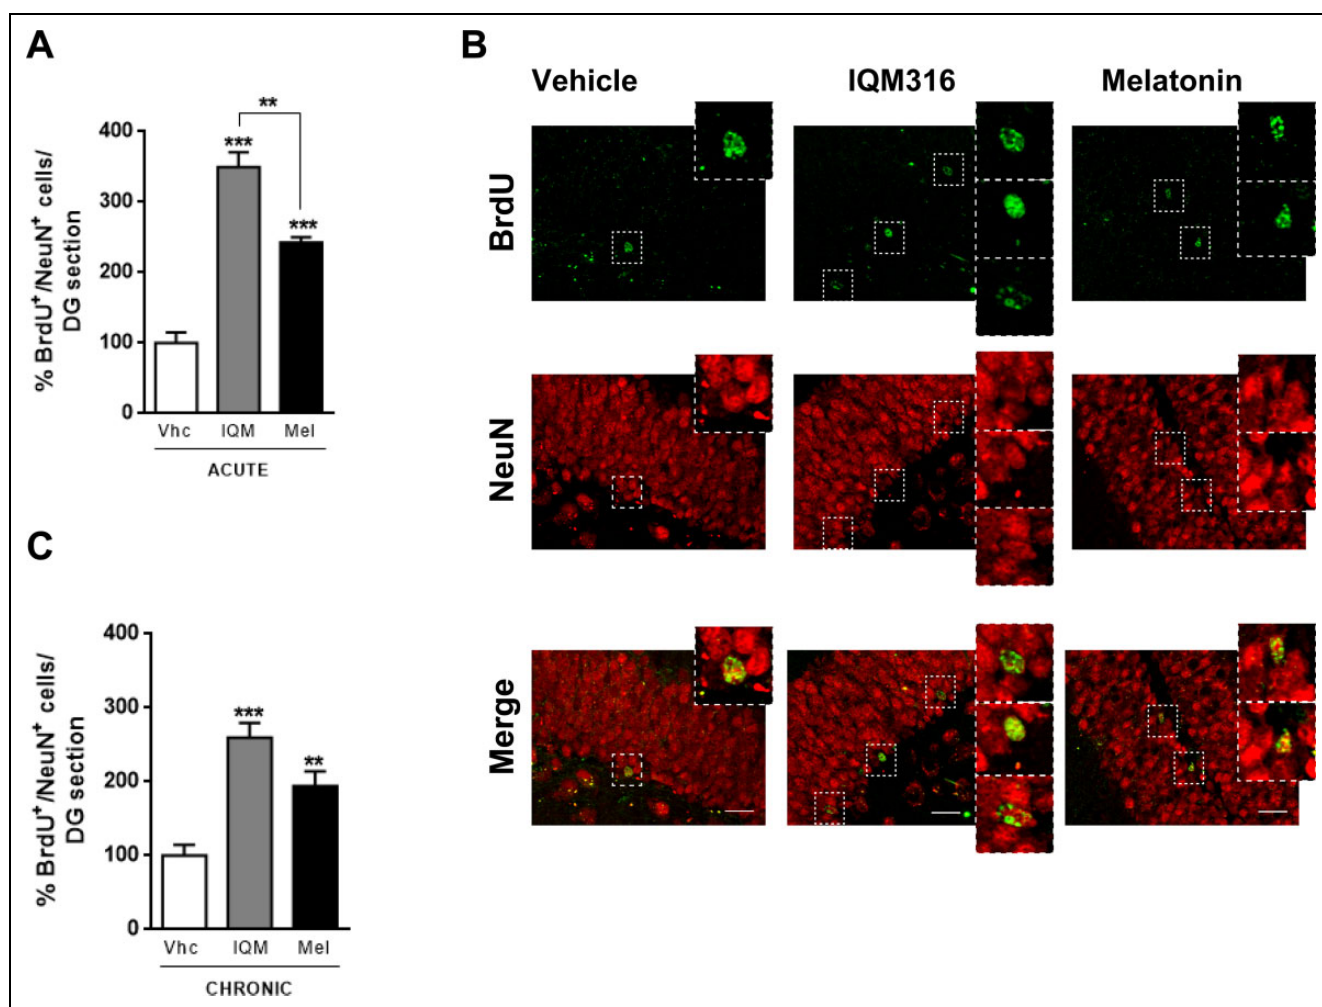 A
% BrdU⁺/NeuN⁺ cells/
DG section
400
300
200
100
0
***
**
***
Vhc IQM Mel
ACUTE
B
Vehicle IQM316 Melatonin
BrdU
NeuN
Merge
C
% BrdU⁺/NeuN⁺ cells/
DG section
400
300
200
100
0
***
**
Vhc IQM Mel
CHRONIC